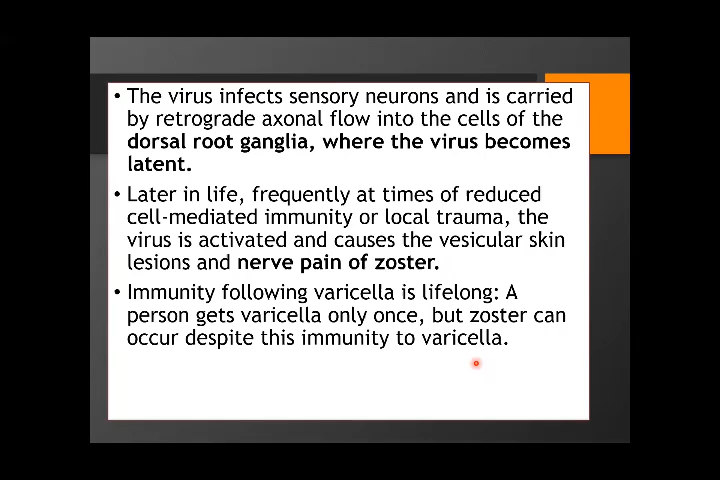 • The virus infects sensory neurons and is carried
by retrograde axonal flow into the cells of the
dorsal root ganglia, where the virus becomes
latent.
• Later in life, frequently at times of reduced
cell-mediated immunity or local trauma, the
virus is activated and causes the vesicular skin
lesions and nerve pain of zoster.
• Immunity following varicella is lifelong: A
person gets varicella only once, but zoster can
occur despite this immunity to varicella.